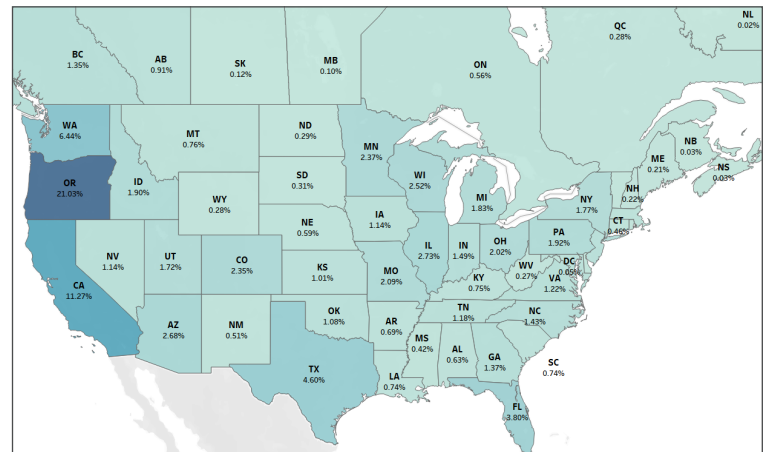 NL
0.02%
QC
0.28%
BC
1.35%
AB
0.91%
SK
0.12%
MB
0.10%
ON
0.56%
WA
6.44%
MT
0.76%
ND
0.29%
MN
2.37%
NB
0.03%
ME
0.21%
NS
0.03%
OR
21.03%
ID
1.90%
SD
0.31%
WI
2.52%
WY
0.28%
MI
1.83%
NY
1.77%
NH
0.22%
CT
0.46%
NE
0.59%
IA
1.14%
PA
1.92%
NV
1.14%
UT
1.72%
CO
2.35%
IL
2.73%
IN
1.49%
OH
2.02%
DC
0.05%
CA
11.27%
KS
1.01%
MO
2.09%
KY
0.75%
WV
0.27%
VA
1.22%
AZ
2.68%
NM
0.51%
OK
1.08%
AR
0.69%
TN
1.18%
NC
1.43%
MS
0.42%
AL
0.63%
GA
1.37%
SC
0.74%
TX
4.60%
LA
0.74%
FL
3.80%